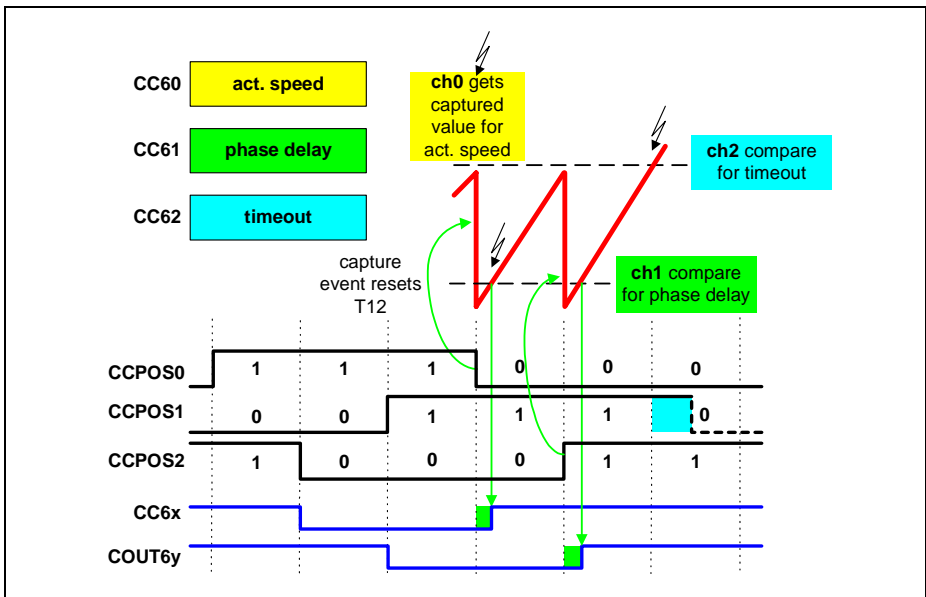 CC60 act. speed
CC61 phase delay
CC62 timeout
ch0 gets
captured
value for
act. speed
ch2 compare
for timeout
capture
event resets
T12
ch1 compare
for phase delay
CCPOS0 1 1 1 0 0 0
CCPOS1 0 0 1 1 1 0
CCPOS2 1 0 0 0 1 1
CC6x
COUT6y